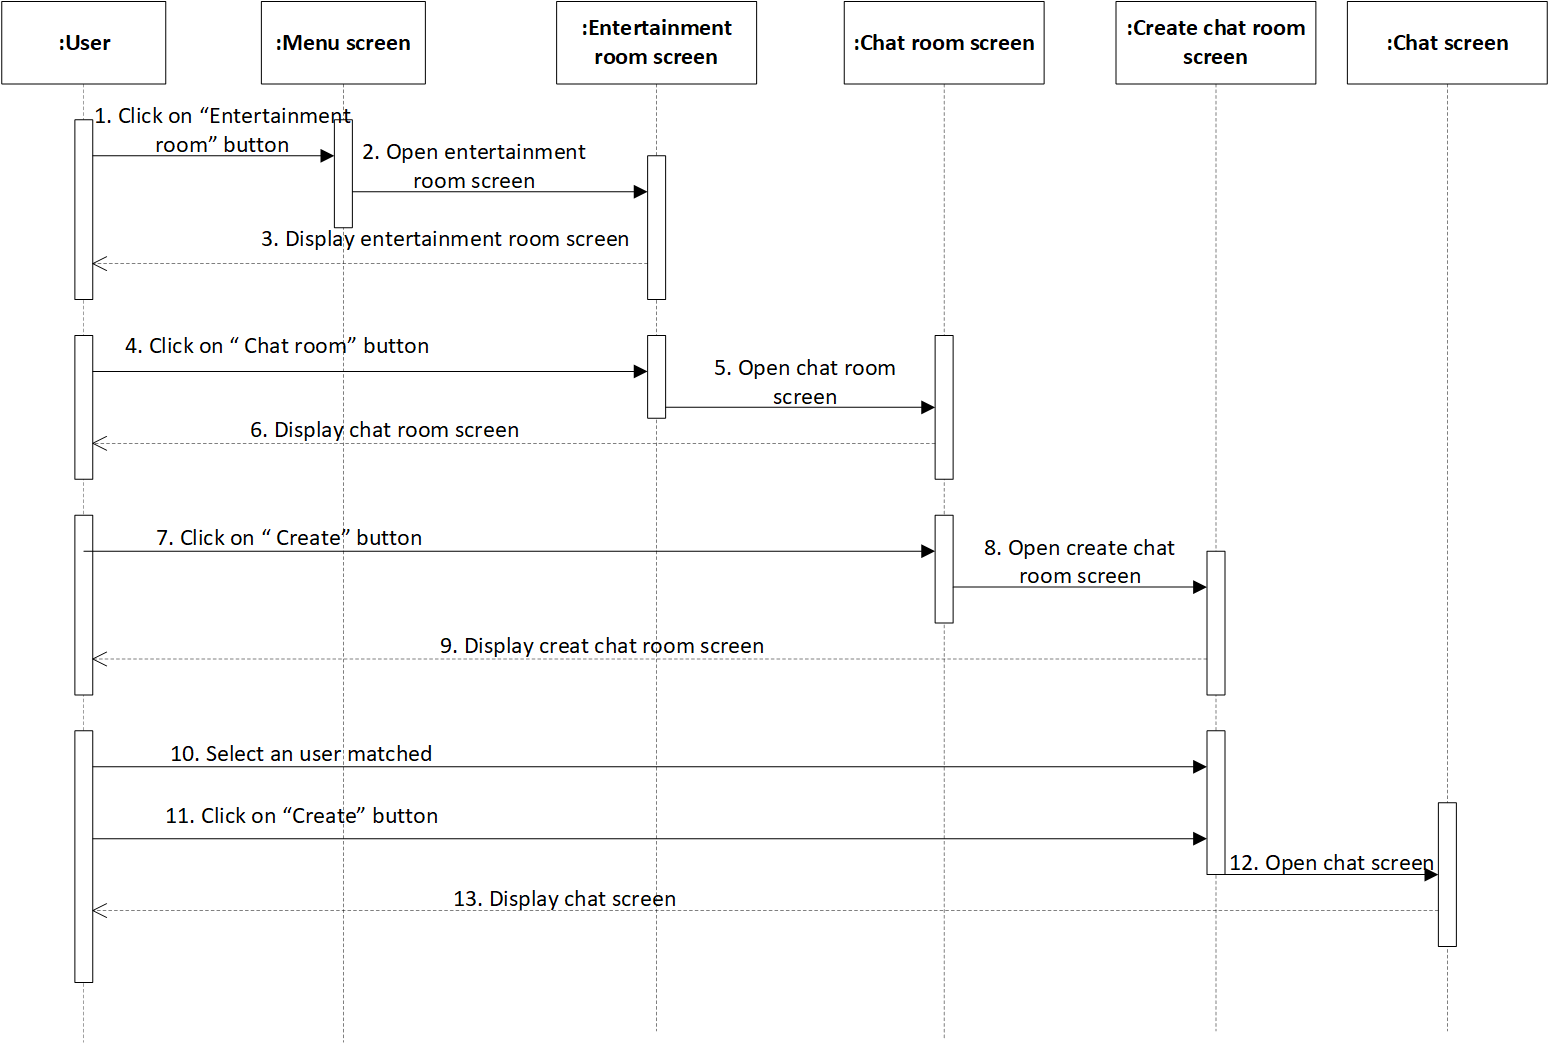 :User
:Menu screen
:Entertainment
room screen
:Chat room screen
:Create chat room
screen
:Chat screen
1. Click on “Entertainment
room” button
2. Open entertainment
room screen
3. Display entertainment room screen
4. Click on “ Chat room” button
5. Open chat room
screen
6. Display chat room screen
7. Click on “ Create” button
8. Open create chat
room screen
9. Display creat chat room screen
10. Select an user matched
11. Click on “Create” button
12. Open chat screen
13. Display chat screen